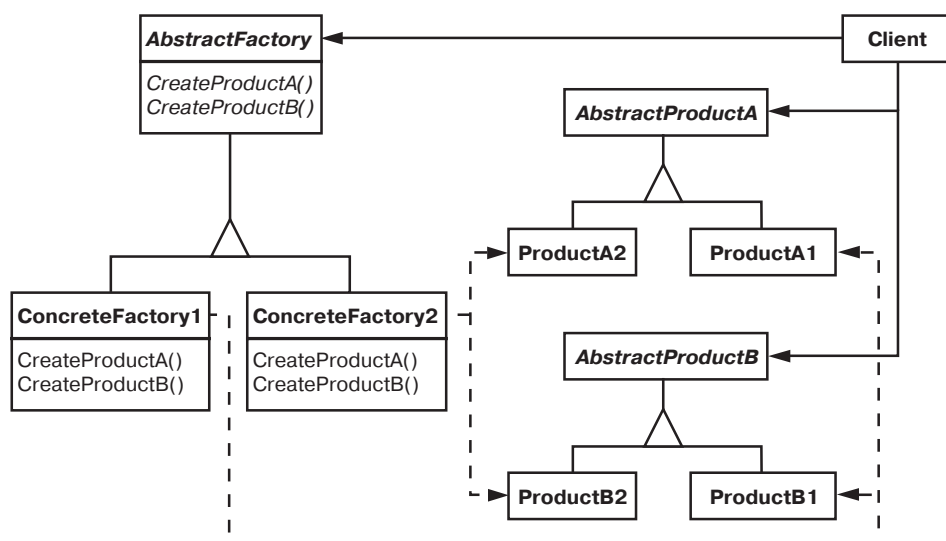 AbstractFactory
Client
CreateProductA()
CreateProductB()
AbstractProductA
ProductA2
ProductA1
ConcreteFactory1
ConcreteFactory2
CreateProductA()
CreateProductB()
CreateProductA()
CreateProductB()
AbstractProductB
ProductB2
ProductB1